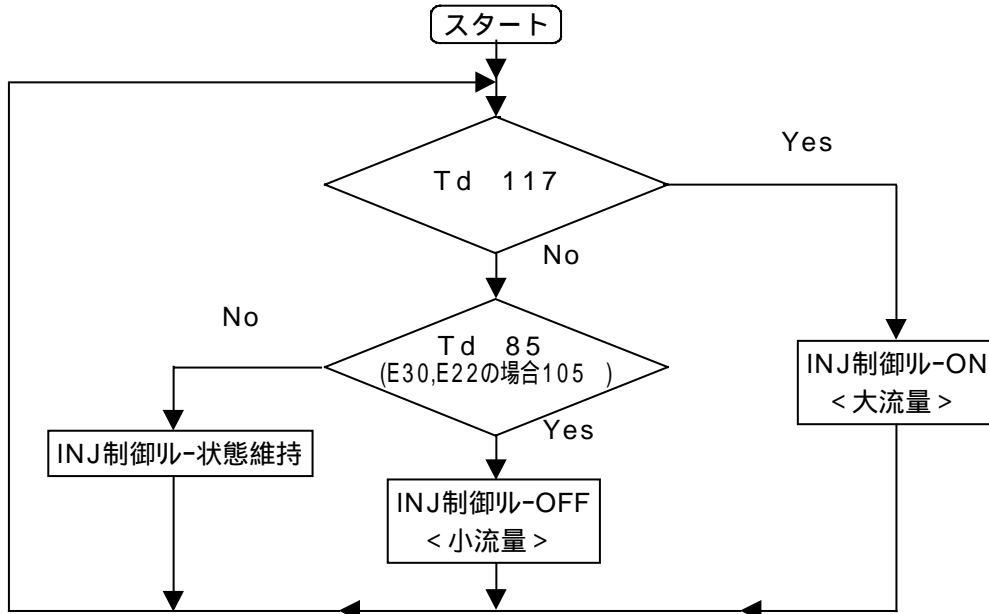 スタート
Yes
Td 117
No
No
Td 85
(E30,E22の場合105 )
INJ制御リレーON
<大流量>
Yes
INJ制御リレー状態維持
INJ制御リレーOFF
<小流量>